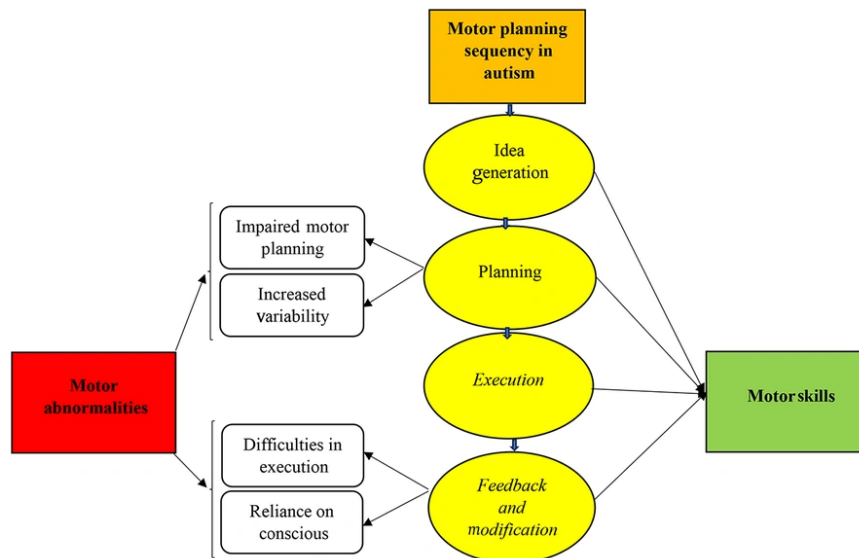 Motor planning
sequency in
autism
Idea
generation
Impaired motor
planning
Increased
variability
Planning
Motor
abnormalities
Execution
Motor skills
Difficulties in
execution
Reliance on
conscious
Feedback
and
modification